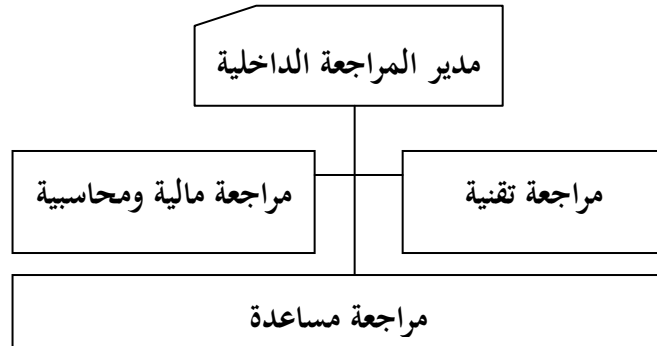 مدير المراجعة الداخلية
مراجعة تقنية
مراجعة مالية ومحاسبية
مراجعة مساعدة